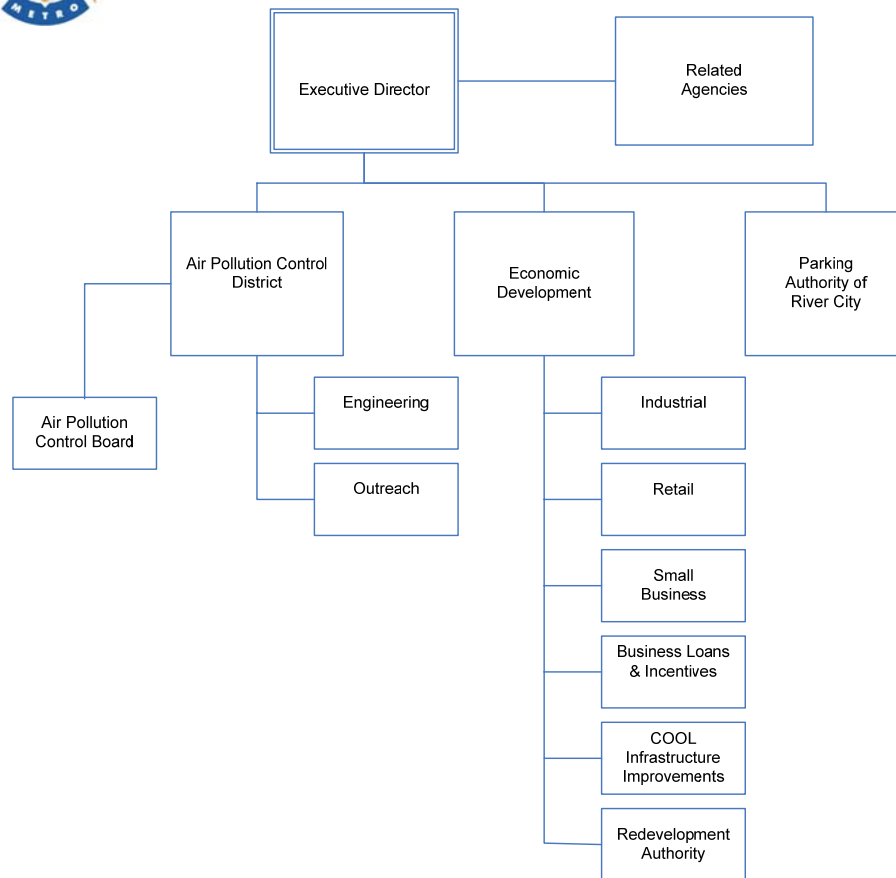 METRO
Executive Director
Related
Agencies
Air Pollution Control
District
Economic
Development
Parking
Authority of
River City
Air Pollution
Control Board
Engineering
Outreach
Industrial
Retail
Small
Business
Business Loans
& Incentives
COOL
Infrastructure
Improvements
Redevelopment
Authority